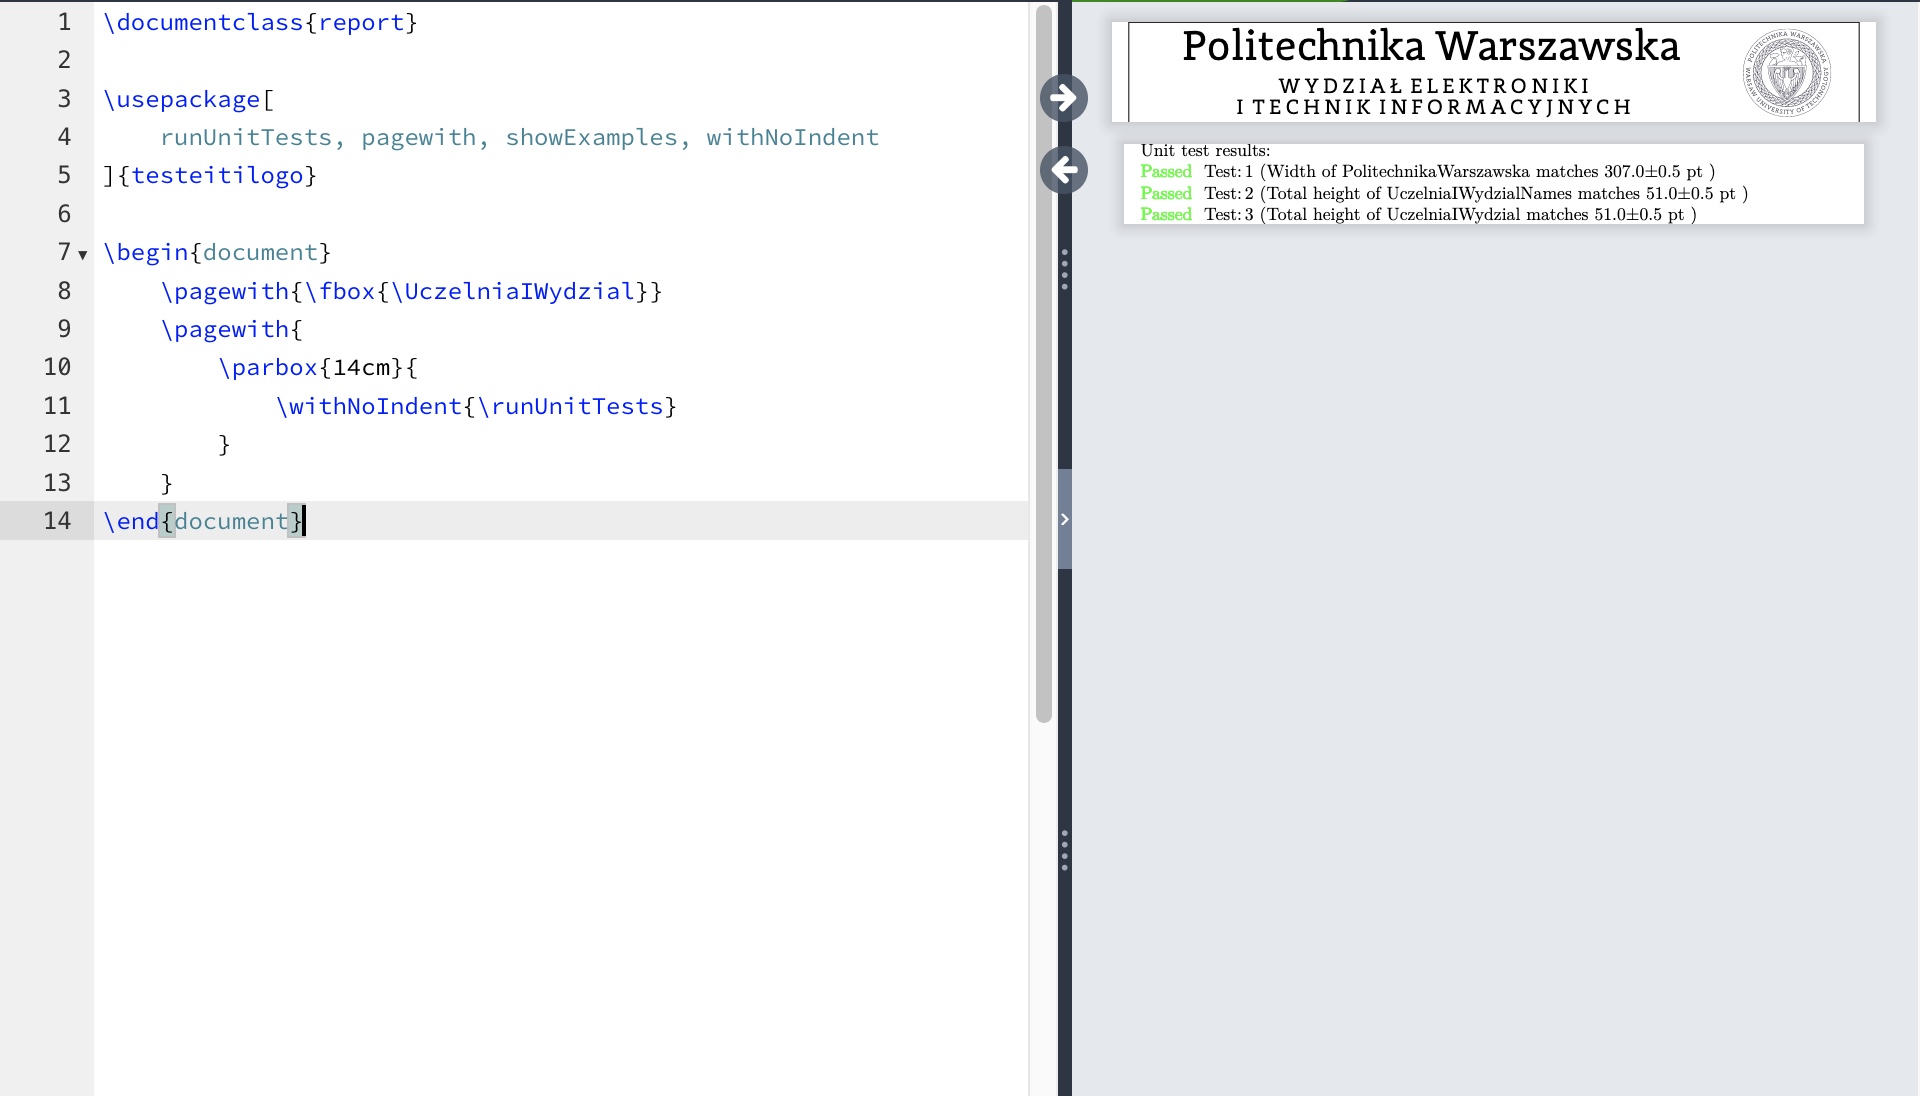 1 \documentclass{report}
2
3 \usepackage[
4 runUnitTests, pagewith, showExamples, withNoIndent
5 ]{testeitilogo}
6
7 \begin{document}
8 \pagewith{\fbox{\UczelniaIWydzial}}
9 \pagewith{
10 \parbox{14cm}{
11 \withNoIndent{\runUnitTests}
12 }
13 }
14 \end{document}
Politechnika Warszawska
WYDZIAŁ ELEKTRONIKI
I TECHNIK INFORMACYJNYCH
POLITECHNIKA WARSZAWSKA
WARSAW UNIVERSITY OF TECHNOLOGY
Unit test results:
Passed Test: 1 (Width of PolitechnikaWarszawska matches 307.0±0.5 pt )
Passed Test: 2 (Total height of UczelniaIWydzialNames matches 51.0±0.5 pt )
Passed Test: 3 (Total height of UczelniaIWydzial matches 51.0±0.5 pt )